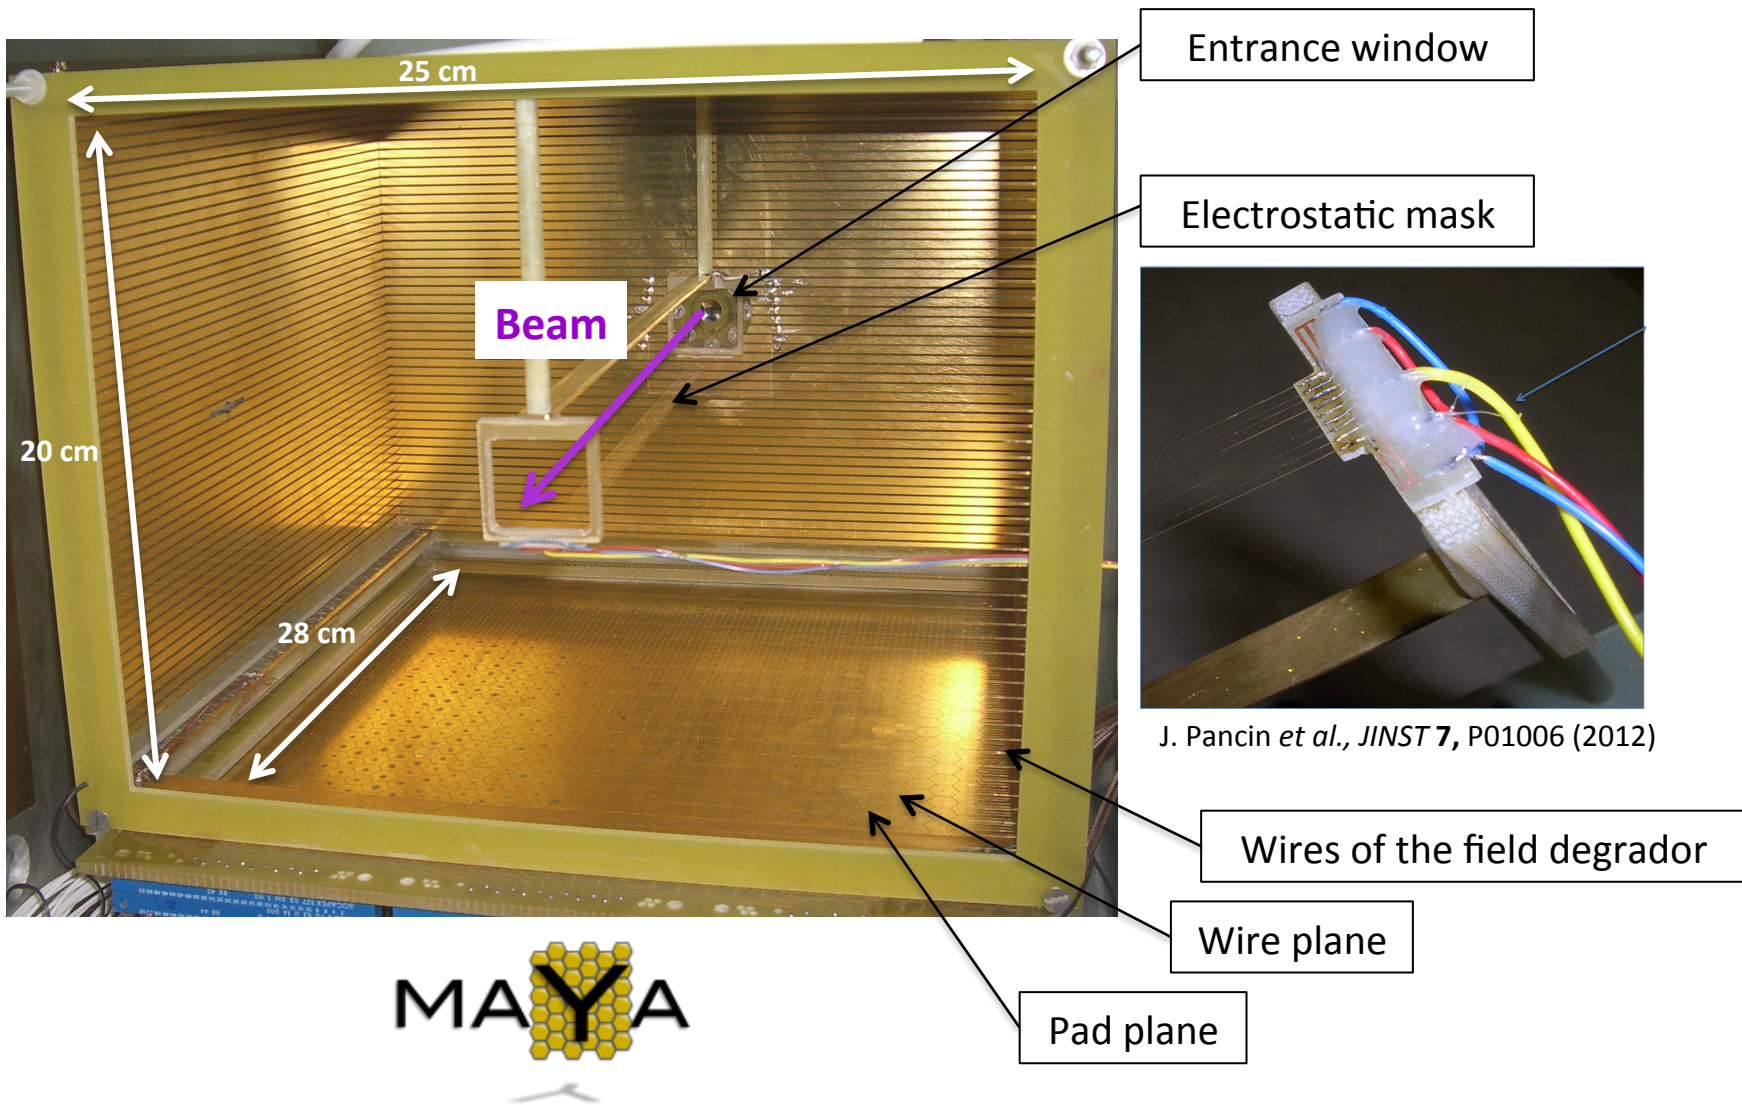 Entrance window
25 cm
Electrostatic mask
Beam
20 cm
28 cm
J. Pancin et al., JINST 7, P01006 (2012)
Wires of the field degrador
Wire plane
MAYA
Pad plane